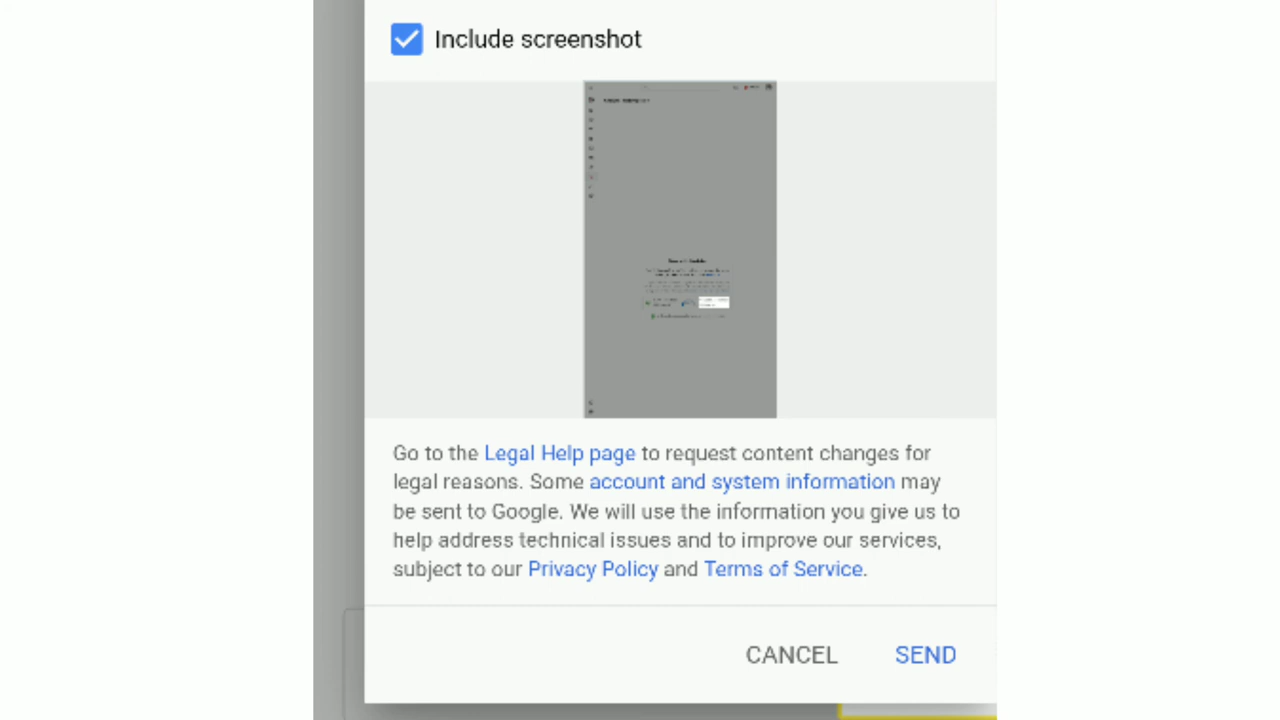 Include screenshot
Go to the Legal Help page to request content changes for
legal reasons. Some account and system information may
be sent to Google. We will use the information you give us to
help address technical issues and to improve our services,
subject to our Privacy Policy and Terms of Service.
CANCEL SEND